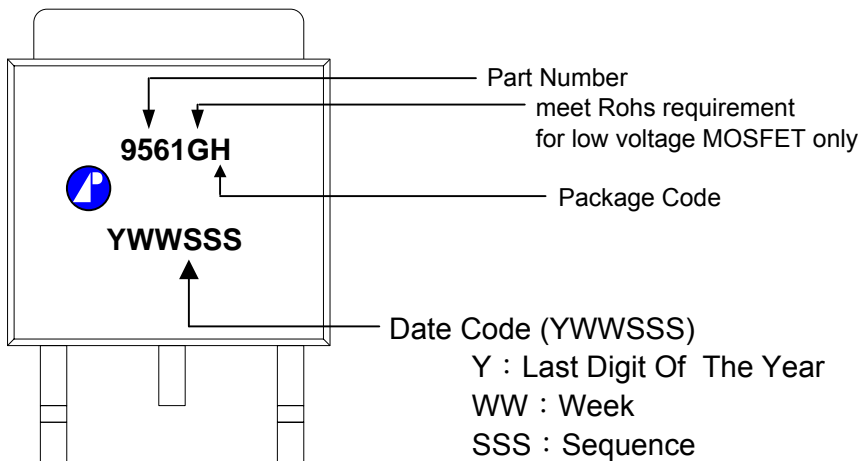 Part Number
meet Rohs requirement
for low voltage MOSFET only
9561GH
Package Code
YWWSSS
Date Code (YWWSSS)
Y：Last Digit Of The Year
WW：Week
SSS：Sequence